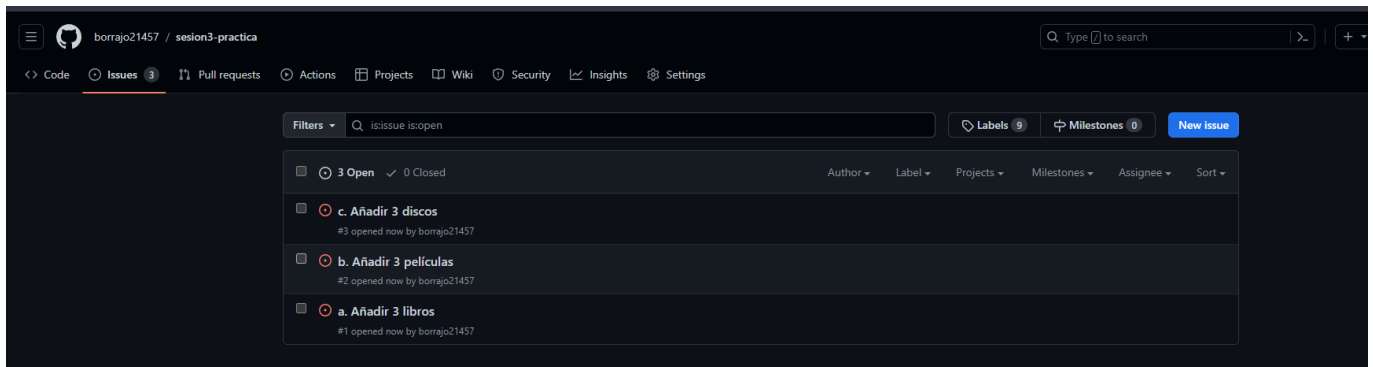 borrajo21457 / sesion3-practica
Type / to search
Code Issues 3 Pull requests Actions Projects Wiki Security Insights Settings
Filters is:issue is:open Labels 9 Milestones 0 New issue
3 Open 0 Closed Author Label Projects Milestones Assignee Sort
c. Añadir 3 discos
#3 opened now by borrajo21457
b. Añadir 3 películas
#2 opened now by borrajo21457
a. Añadir 3 libros
#1 opened now by borrajo21457